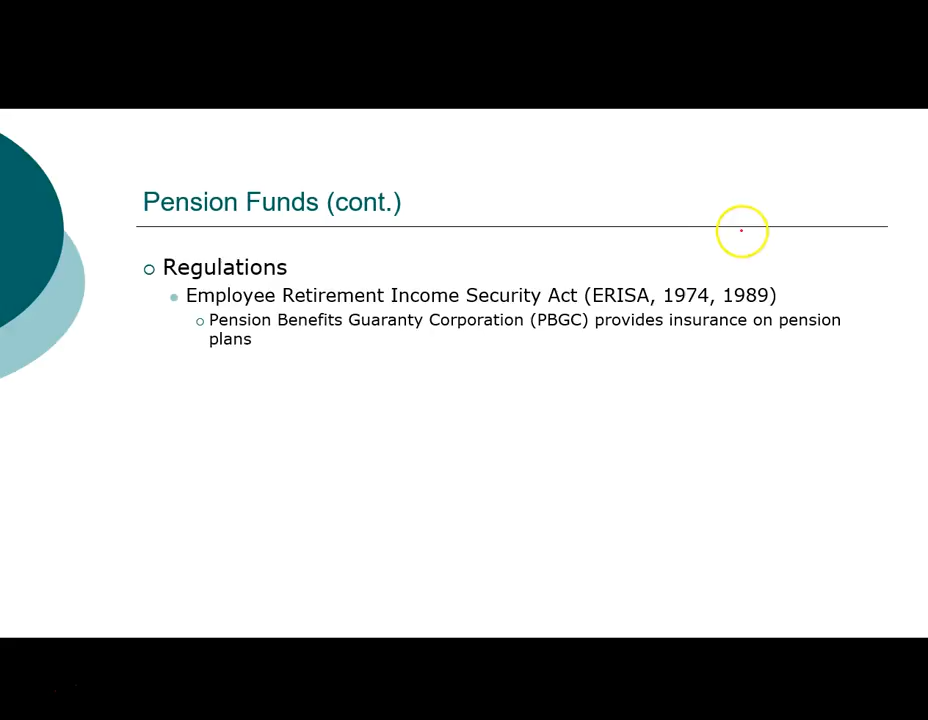 Pension Funds (cont.)
Regulations
Employee Retirement Income Security Act (ERISA, 1974, 1989)
Pension Benefits Guaranty Corporation (PBGC) provides insurance on pension
plans